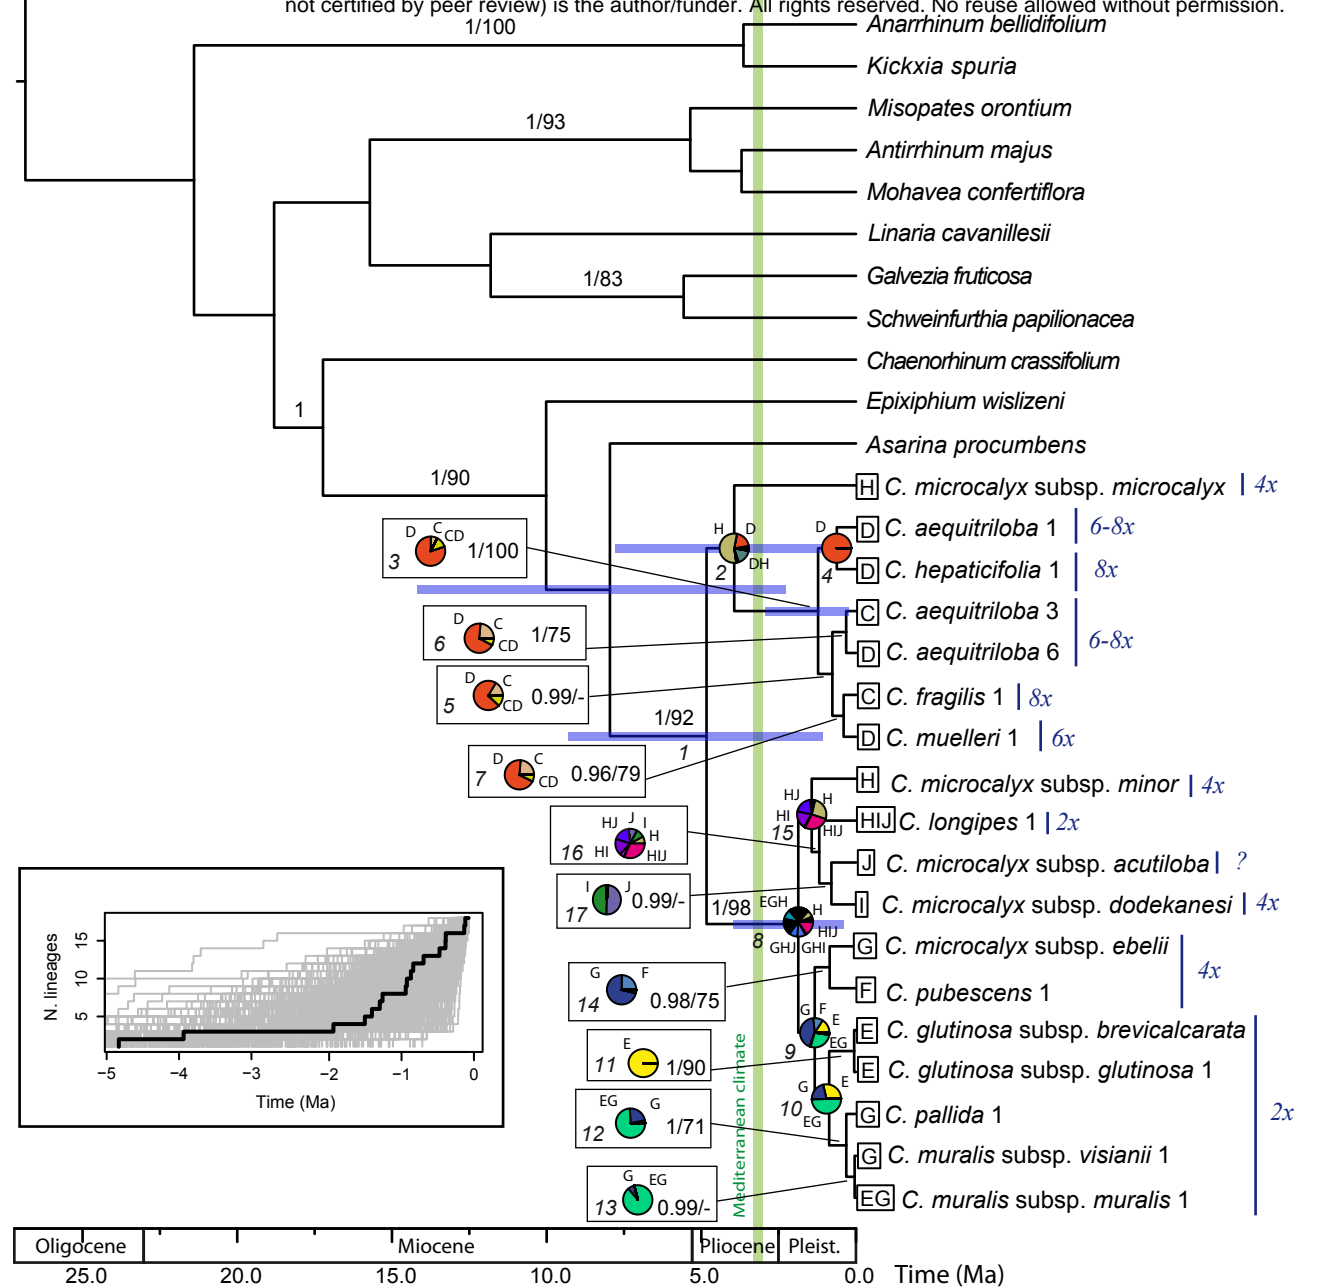 not certified by peer review) is the author/funder. All rights reserved. No reuse allowed without permission.
1/100
Anarrhinum bellidifolium
Kickxia spuria
1/93
Misopates orontium
Antirrhinum majus
Mohavea confertiflora
Linaria cavanillesii
1/83
Galvezia fruticosa
Schweinfurthia papilionacea
Chaenorhinum crassifolium
1
Epixiphium wislizeni
Asarina procumbens
1/90
H C. microcalyx subsp. microcalyx 4x
D C. aequitriloba 1 6-8x
D C. hepaticifolia 1 8x
C C. aequitriloba 3
D C. aequitriloba 6
6-8x
C C. fragilis 1 8x
D C. muelleri 1 6x
H C. microcalyx subsp. minor 4x
HIJ C. longipes 1 2x
J C. microcalyx subsp. acutiloba ?
I C. microcalyx subsp. dodekanesi 4x
G C. microcalyx subsp. ebelii
F C. pubescens 1
4x
E C. glutinosa subsp. brevicalcarata
E C. glutinosa subsp. glutinosa 1
G C. pallida 1
G C. muralis subsp. visianii 1
EG C. muralis subsp. muralis 1
2x
D C CD
3 1/100
H D DH
2
D
4
D C CD
6 1/75
D C CD
5 0.99/-
1/92
1
D C CD
7 0.96/79
HJ H HI HIJ
15
HJ J I H HI HIJ
16
I J
17 0.99/-
1/98
EGH H HIJ GHJ GHI
8
G F
14 0.98/75
G F E EG
9
E
11 1/90
G E EG
10
EG G
12 1/71
G EG
13 0.99/-
Mediterranean climate
N. lineages
15
10
5
−5 −4 −3 −2 −1 0
Time (Ma)
Oligocene Miocene Pliocene Pleist.
25.0 20.0 15.0 10.0 5.0 0.0 Time (Ma)